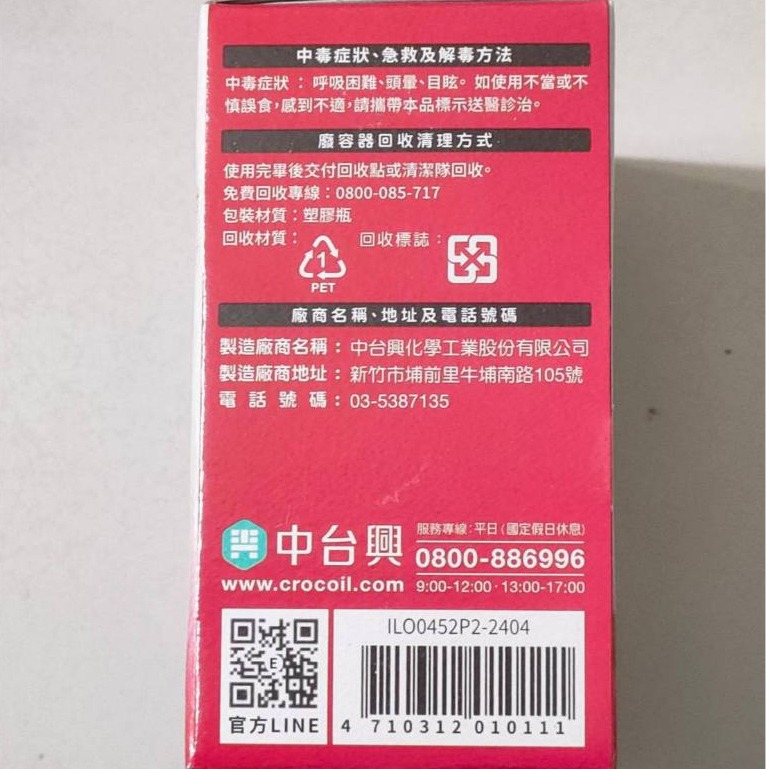 中毒症狀、急救及解毒方法
中毒症狀：呼吸困難、頭暈、目眩。如使用不當或不
慎誤食，感到不適，請攜帶本品標示送醫診治。
廢容器回收清理方式
使用完畢後交付回收點或清潔隊回收。
免費回收專線：0800-085-717
包裝材質：塑膠瓶
回收材質： 1 PET 回收標誌：
廠商名稱、地址及電話號碼
製造廠商名稱：中台興化學工業股份有限公司
製造廠商地址：新竹市埔前里牛埔南路105號
電話號碼：03-5387135
中台興
www.crocoil.com
服務專線：平日(國定假日休息)
0800-886996
9:00-12:00·13:00-17:00
E
官方LINE
ILO0452P2-2404
4 710312 010111